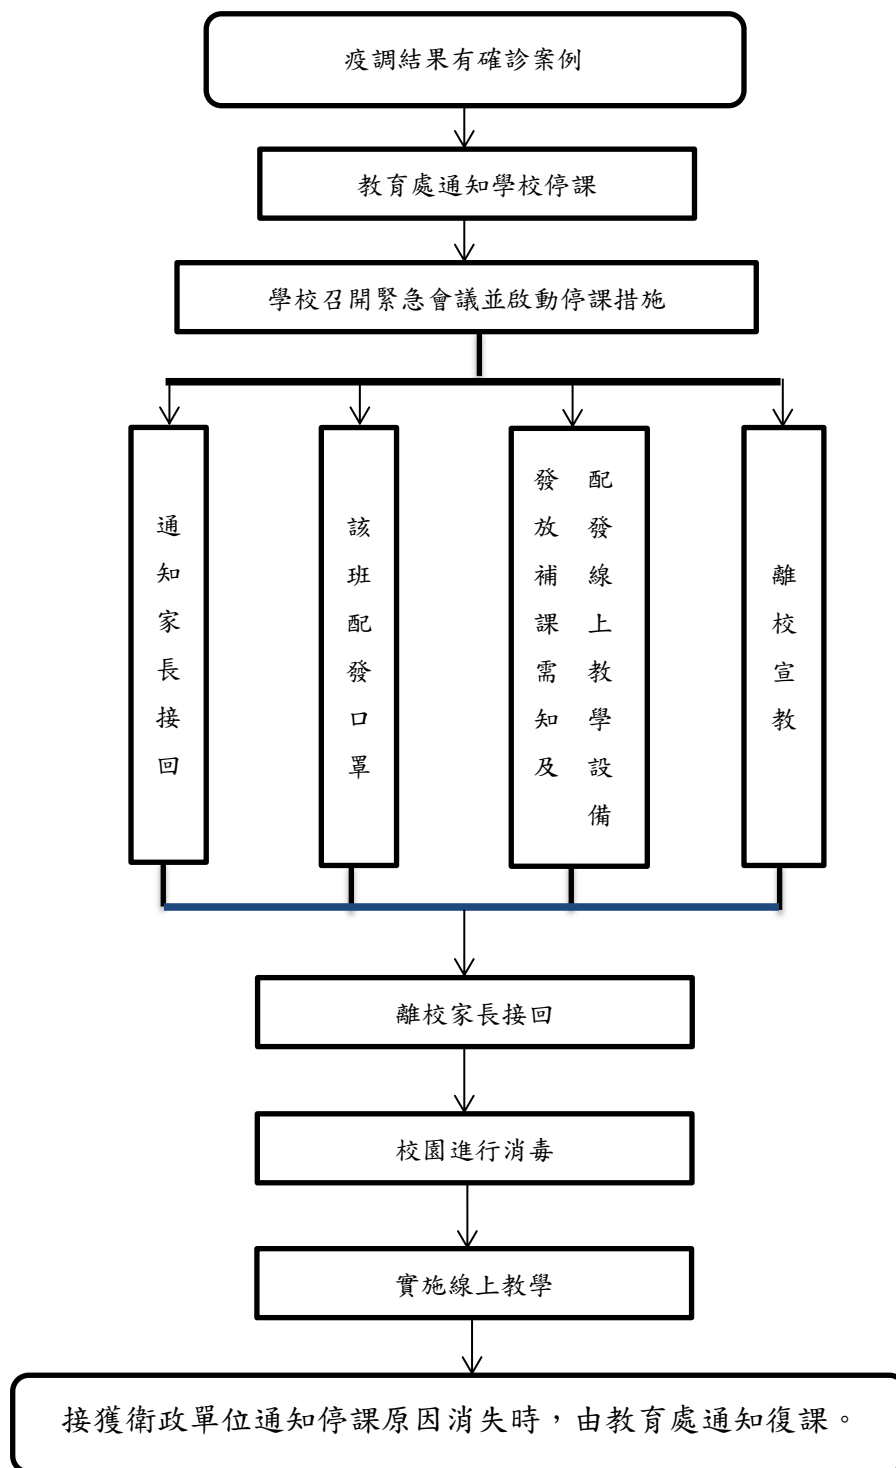 疫調結果有確診案例
教育處通知學校停課
學校召開緊急會議並啟動停課措施
通知家長接回
該班配發口罩
發放補課需知及
配發線上教學設備
離校宣教
離校家長接回
校園進行消毒
實施線上教學
接獲衛政單位通知停課原因消失時，由教育處通知復課。